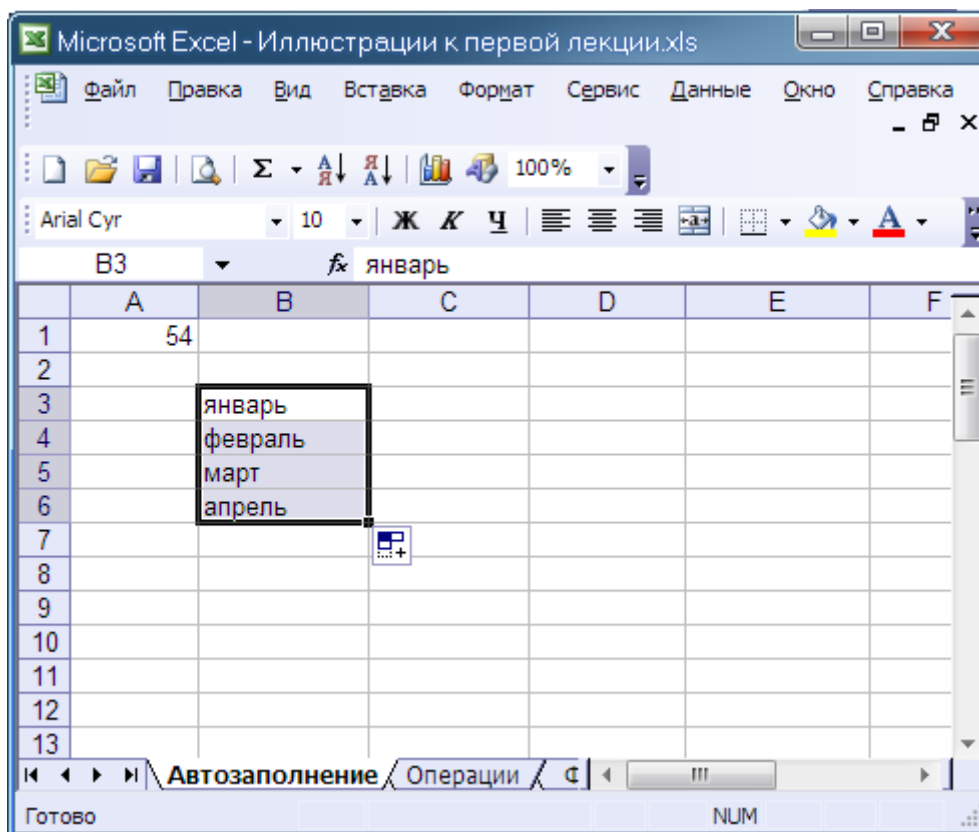 Microsoft Excel - Иллюстрации к первой лекции.xls
Файл Правка Вид Вставка Формат Сервис Данные Окно Справка
Σ А Я Я А 100%
Arial Cyr 10 Ж К Ч А
B3 fx январь
A B C D E F
1 54
2
3 январь
4 февраль
5 март
6 апрель
7
8
9
10
11
12
13
Автозаполнение Операции
Готово NUM